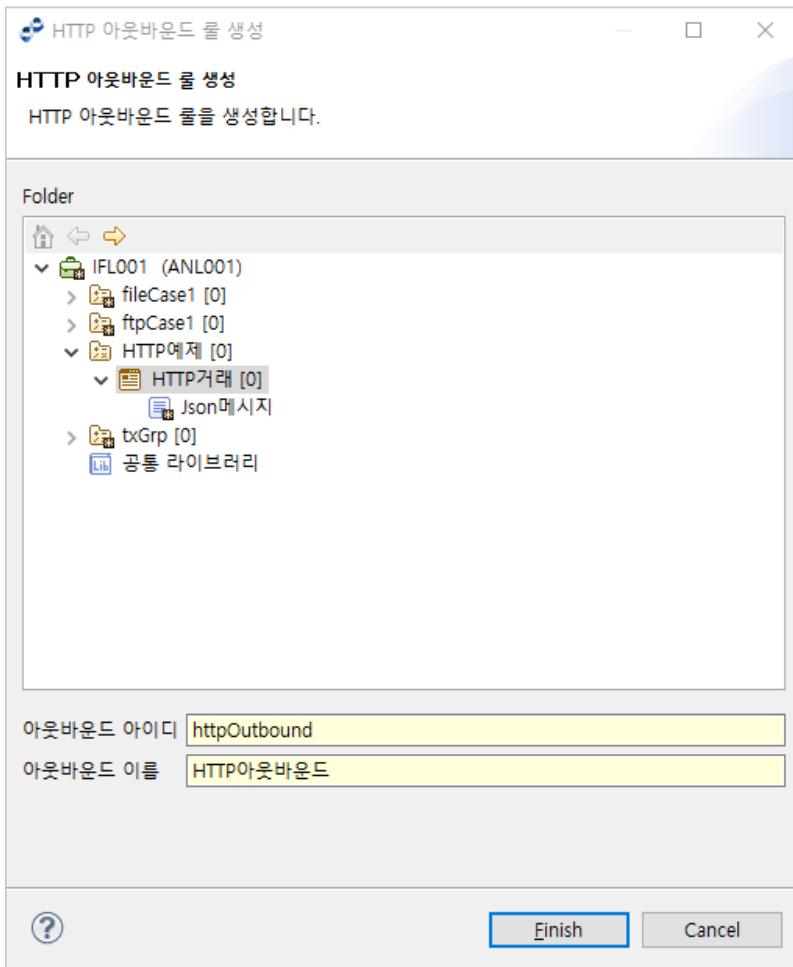 HTTP 아웃바운드 룰 생성
HTTP 아웃바운드 룰 생성
HTTP 아웃바운드 룰을 생성합니다.
Folder
IFL001 (ANL001)
fileCase1 [0]
ftpCase1 [0]
HTTP예제 [0]
HTTP거래 [0]
Json메시지
txGrp [0]
Lib 공통 라이브러리
아웃바운드 아이디 httpOutbound
아웃바운드 이름 HTTP아웃바운드
? Finish Cancel